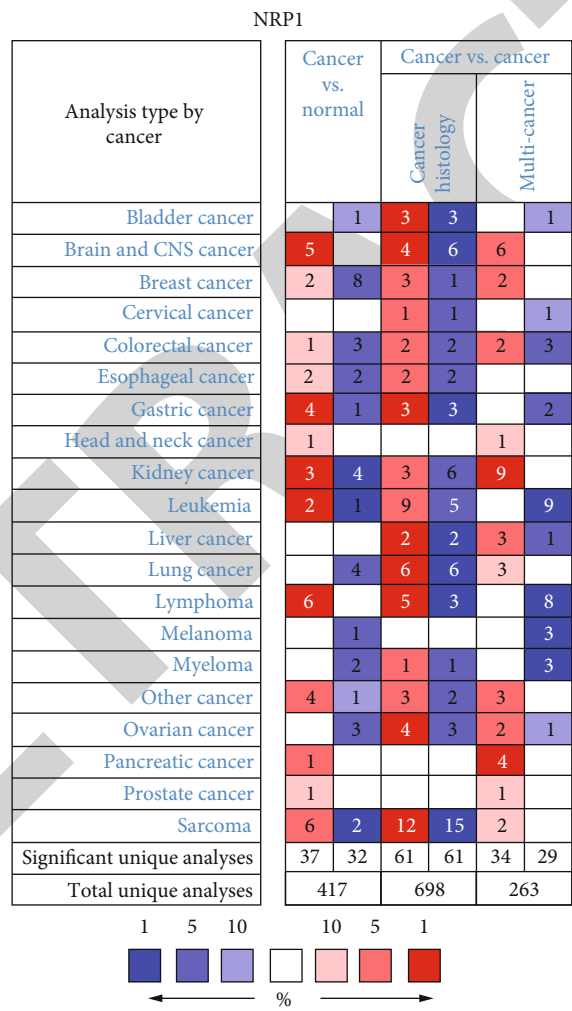 NRP1
Analysis type by
cancer
Cancer
vs.
normal
Cancer vs. cancer
Cancer
histology
Multi-cancer
Bladder cancer 1 3 3 1
Brain and CNS cancer 5 4 6 6
Breast cancer 2 8 3 1 2
Cervical cancer 1 1 1
Colorectal cancer 1 3 2 2 2 3
Esophageal cancer 2 2 2 2
Gastric cancer 4 1 3 3 2
Head and neck cancer 1 1
Kidney cancer 3 4 3 6 9
Leukemia 2 1 9 5 9
Liver cancer 2 2 3 1
Lung cancer 4 6 6 3
Lymphoma 6 5 3 8
Melanoma 1 3
Myeloma 2 1 1 3
Other cancer 4 1 3 2 3
Ovarian cancer 3 4 3 2 1
Pancreatic cancer 1 4
Prostate cancer 1 1
Sarcoma 6 2 12 15 2
Significant unique analyses 37 32 61 61 34 29
Total unique analyses 417 698 263
1 5 10 10 5 1
%